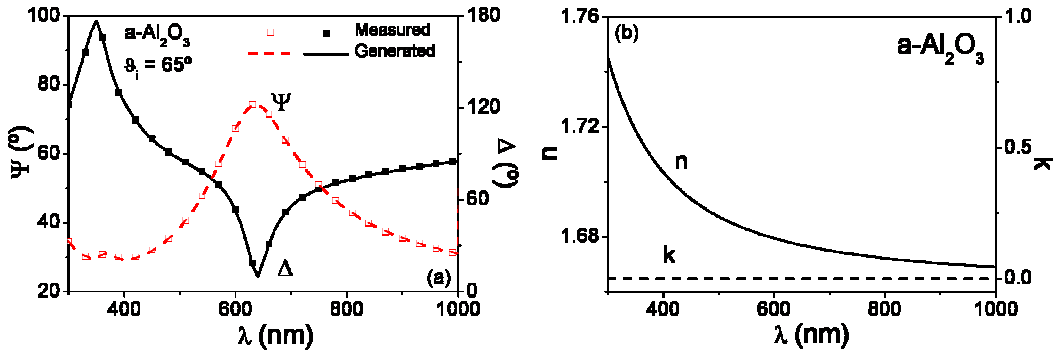 100
80
60
40
20
Ψ (º)
a-Al₂O₃
ϑᵢ = 65º
Measured
Generated
Ψ
Δ
(a)
180
120
60
0
Δ (º)
400 600 800 1000
λ (nm)
1.76
1.72
1.68
n
(b)
a-Al₂O₃
n
k
1.0
0.5
0.0
k
400 600 800 1000
λ (nm)